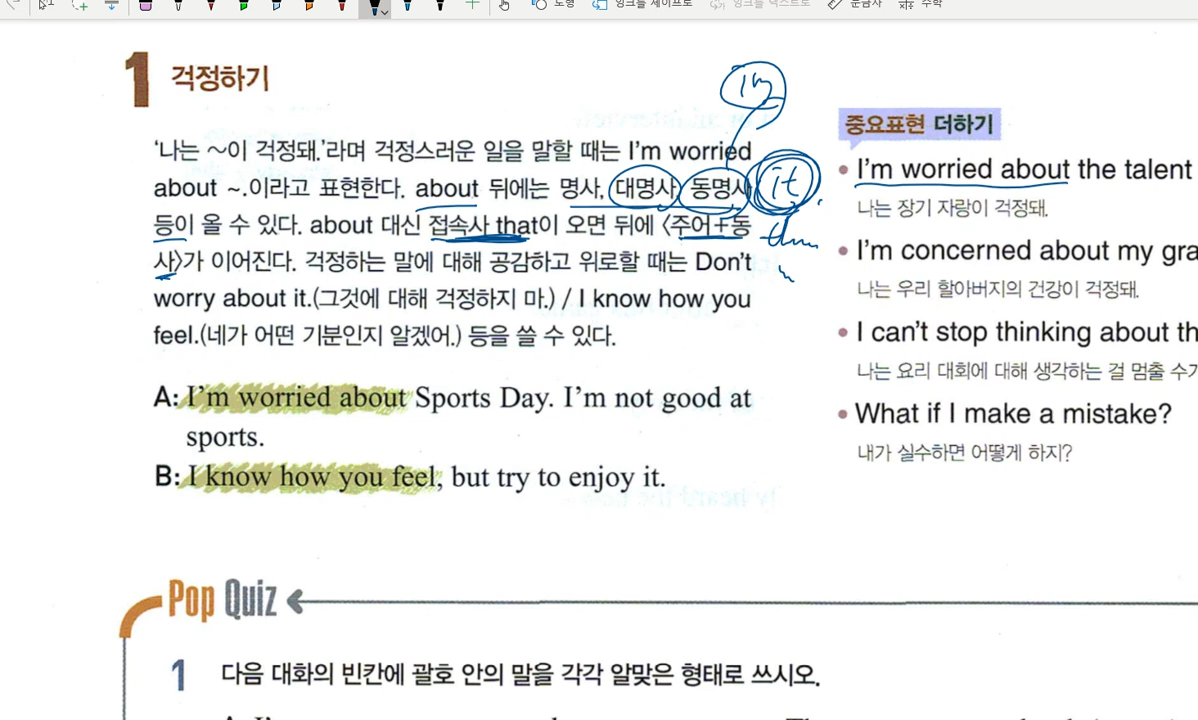 도형
잉크를 셰이프로
잉크를 텍스트로
눈금자
수학
1 걱정하기
'나는 ～이 걱정돼.'라며 걱정스러운 일을 말할 때는 I'm worried
about ~.이라고 표현한다. about 뒤에는 명사, 대명사, 동명사
등이 올 수 있다. about 대신 접속사 that이 오면 뒤에 〈주어+동
사〉가 이어진다. 걱정하는 말에 대해 공감하고 위로할 때는 Don't
worry about it.(그것에 대해 걱정하지 마.) / I know how you
feel.(네가 어떤 기분인지 알겠어.) 등을 쓸 수 있다.
it
A: I'm worried about Sports Day. I'm not good at
sports.
B: I know how you feel, but try to enjoy it.
중요표현 더하기
• I'm worried about the talent
나는 장기 자랑이 걱정돼.
• I'm concerned about my gra
나는 우리 할아버지의 건강이 걱정돼.
• I can't stop thinking about th
나는 요리 대회에 대해 생각하는 걸 멈출 수가
• What if I make a mistake?
내가 실수하면 어떻게 하지?
Pop Quiz
1 다음 대화의 빈칸에 괄호 안의 말을 각각 알맞은 형태로 쓰시오.